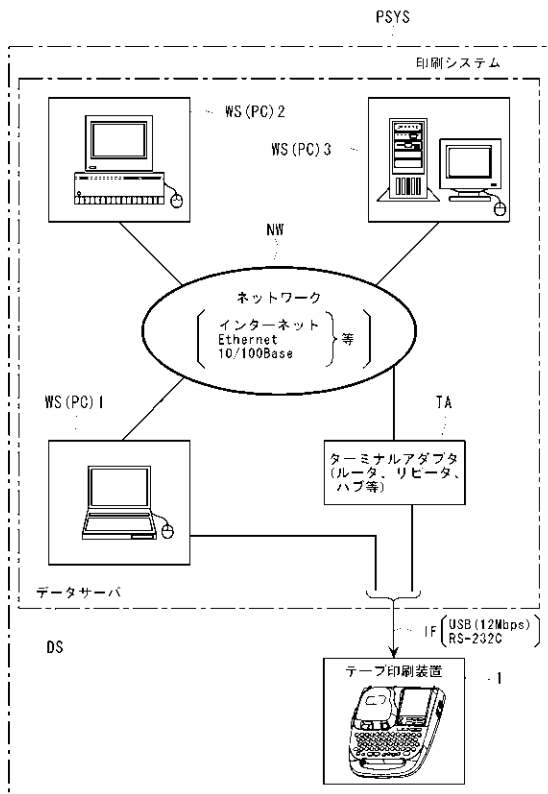 PSYS
印刷システム
WS(PC)2
WS(PC)3
NW
ネットワーク
インターネット
Ethernet
10/100Base
等
WS(PC)1
TA
ターミナルアダプタ
(ルータ、リピータ、
ハブ等)
データサーバ
DS
IF
USB(12Mbps)
RS-232C
テープ印刷装置
1